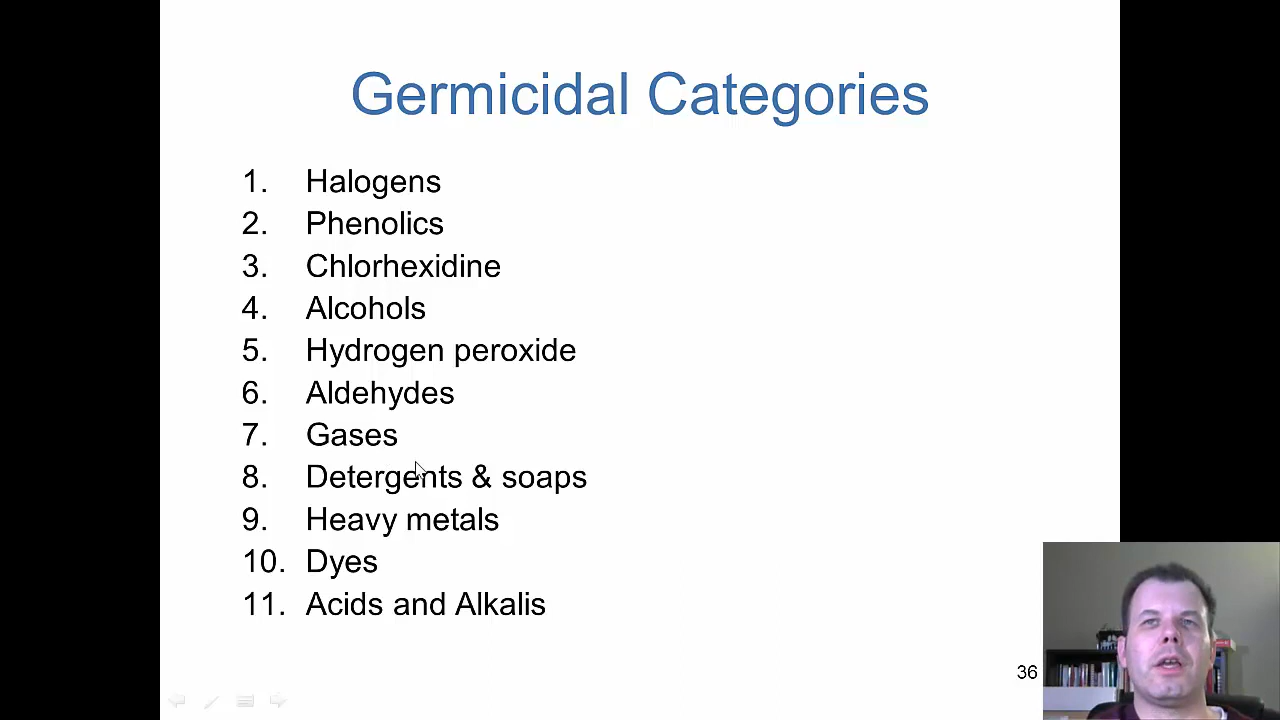 Germicidal Categories
1. Halogens
2. Phenolics
3. Chlorhexidine
4. Alcohols
5. Hydrogen peroxide
6. Aldehydes
7. Gases
8. Detergents & soaps
9. Heavy metals
10. Dyes
11. Acids and Alkalis
36